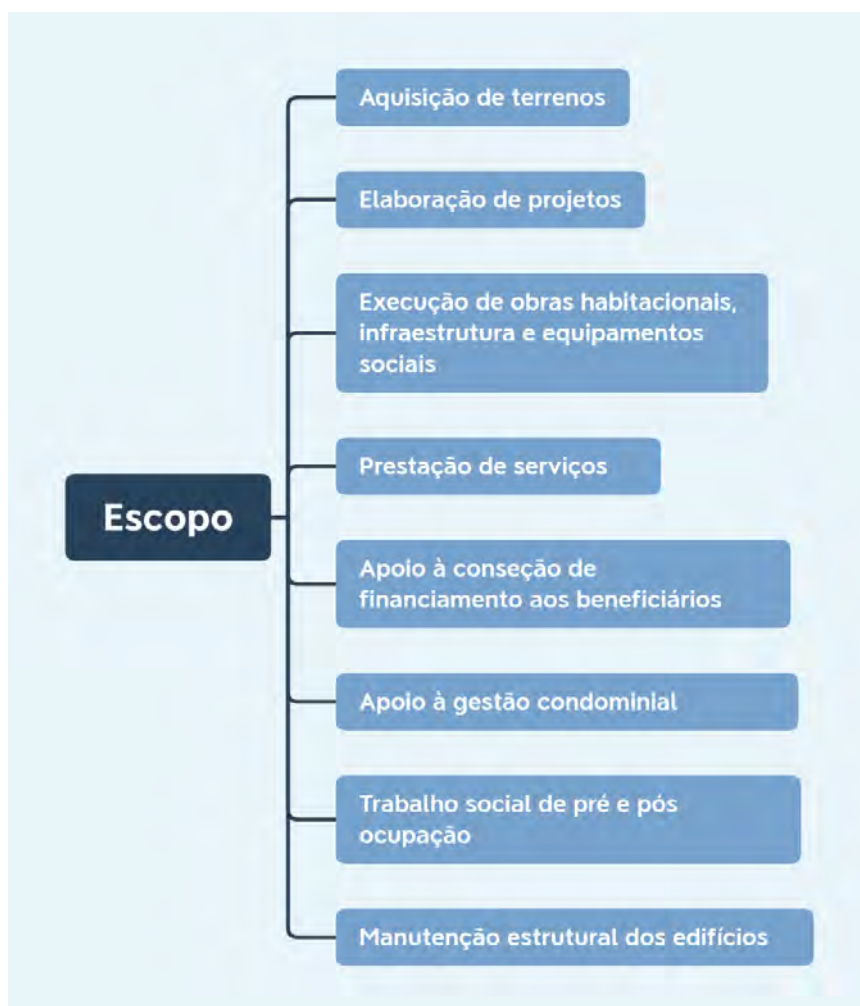 Escopo
Aquisição de terrenos
Elaboração de projetos
Execução de obras habitacionais,
infraestrutura e equipamentos
sociais
Prestação de serviços
Apoio à conseção de
financiamento aos beneficiários
Apoio à gestão condominial
Trabalho social de pré e pós
ocupação
Manutenção estrutural dos edifícios